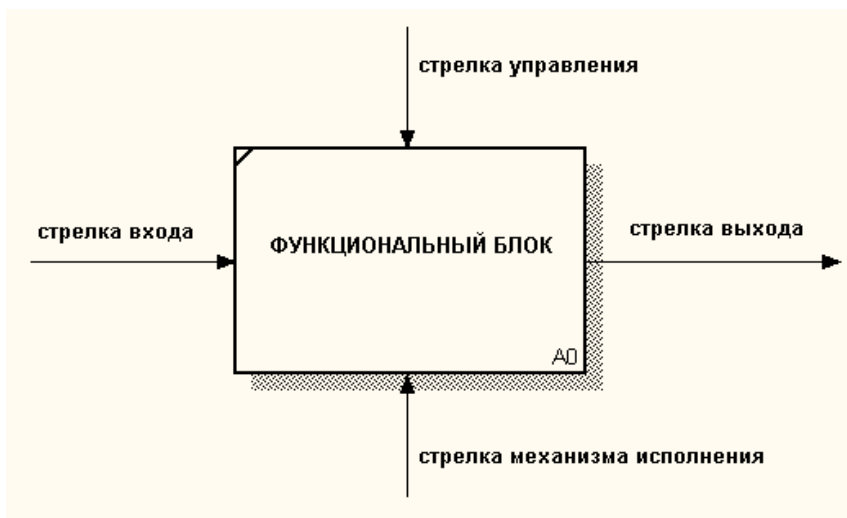 стрелка управления
стрелка входа
ФУНКЦИОНАЛЬНЫЙ БЛОК
стрелка выхода
A0
стрелка механизма исполнения